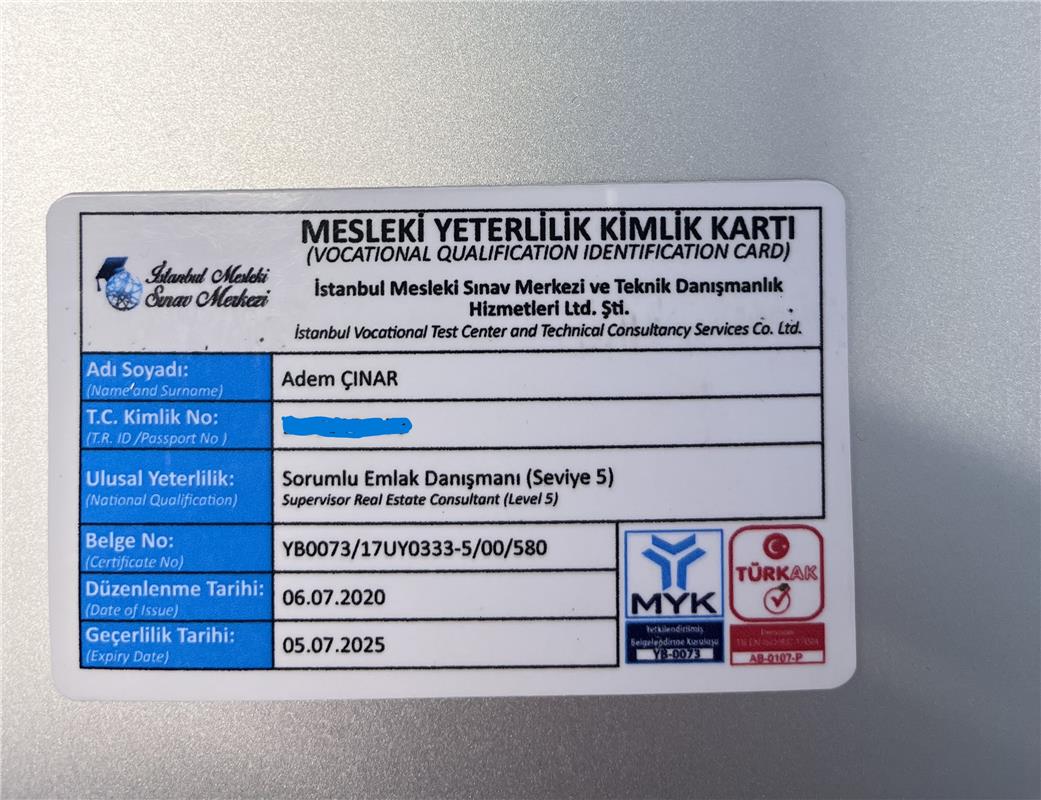 İstanbul Mesleki
Sınav Merkezi
MESLEKİ YETERLİLİK KİMLİK KARTI
(VOCATIONAL QUALIFICATION IDENTIFICATION CARD)
İstanbul Mesleki Sınav Merkezi ve Teknik Danışmanlık
Hizmetleri Ltd. Şti.
İstanbul Vocational Test Center and Technical Consultancy Services Co. Ltd.
Adı Soyadı:
(Name and Surname)
Adem ÇINAR
T.C. Kimlik No:
(T.R. ID /Passport No )
Ulusal Yeterlilik:
(National Qualification)
Sorumlu Emlak Danışmanı (Seviye 5)
Supervisor Real Estate Consultant (Level 5)
Belge No:
(Certificate No)
YB0073/17UY0333-5/00/580
Düzenlenme Tarihi:
(Date of Issue)
06.07.2020
Geçerlilik Tarihi:
(Expiry Date)
05.07.2025
MYK
Yetkilendirilmiş
Belgelendirme Kuruluşu
YB-0073
TÜRKAK
AB-0107-P